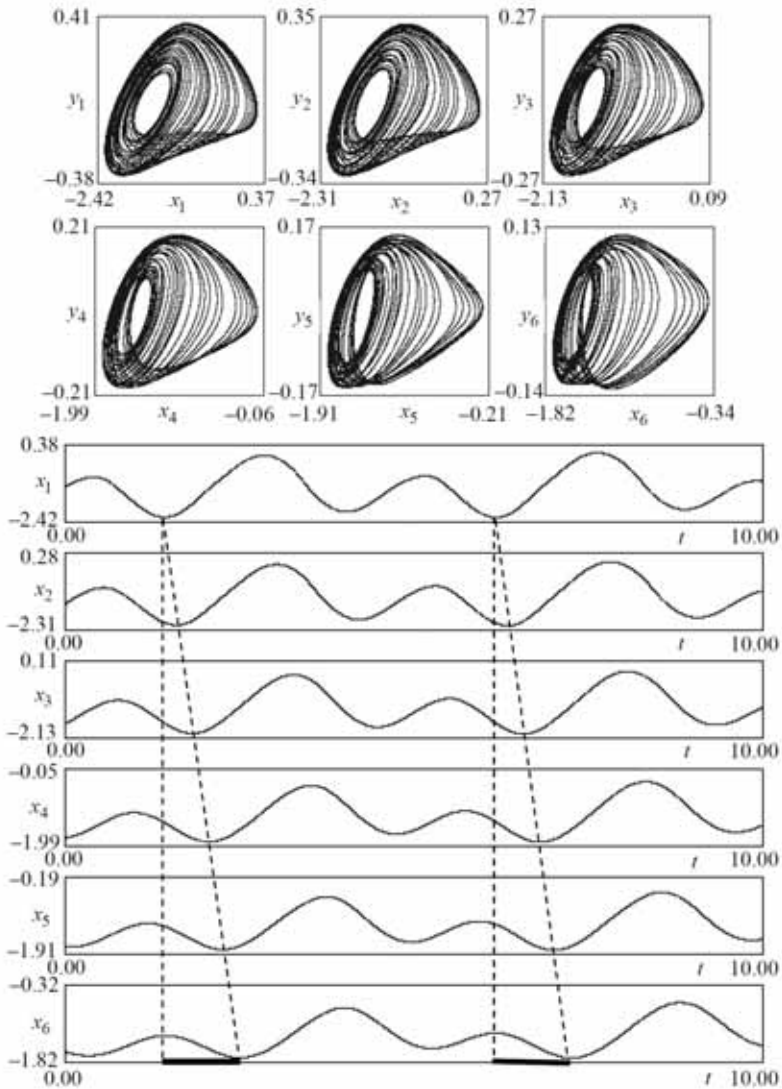 0.41 0.35 0.27
y1 y2 y3
−0.38 −0.34 −0.27
−2.42 x1 0.37 −2.31 x2 0.27 −2.13 x3 0.09
0.21 0.17 0.13
y4 y5 y6
−0.21 −0.17 −0.14
−1.99 x4 −0.06 −1.91 x5 −0.21 −1.82 x6 −0.34
0.38
x1
−2.42
0.00 t 10.00
0.28
x2
−2.31
0.00 t 10.00
0.11
x3
−2.13
0.00 t 10.00
−0.05
x4
−1.99
0.00 t 10.00
−0.19
x5
−1.91
0.00 t 10.00
−0.32
x6
−1.82
0.00 t 10.00